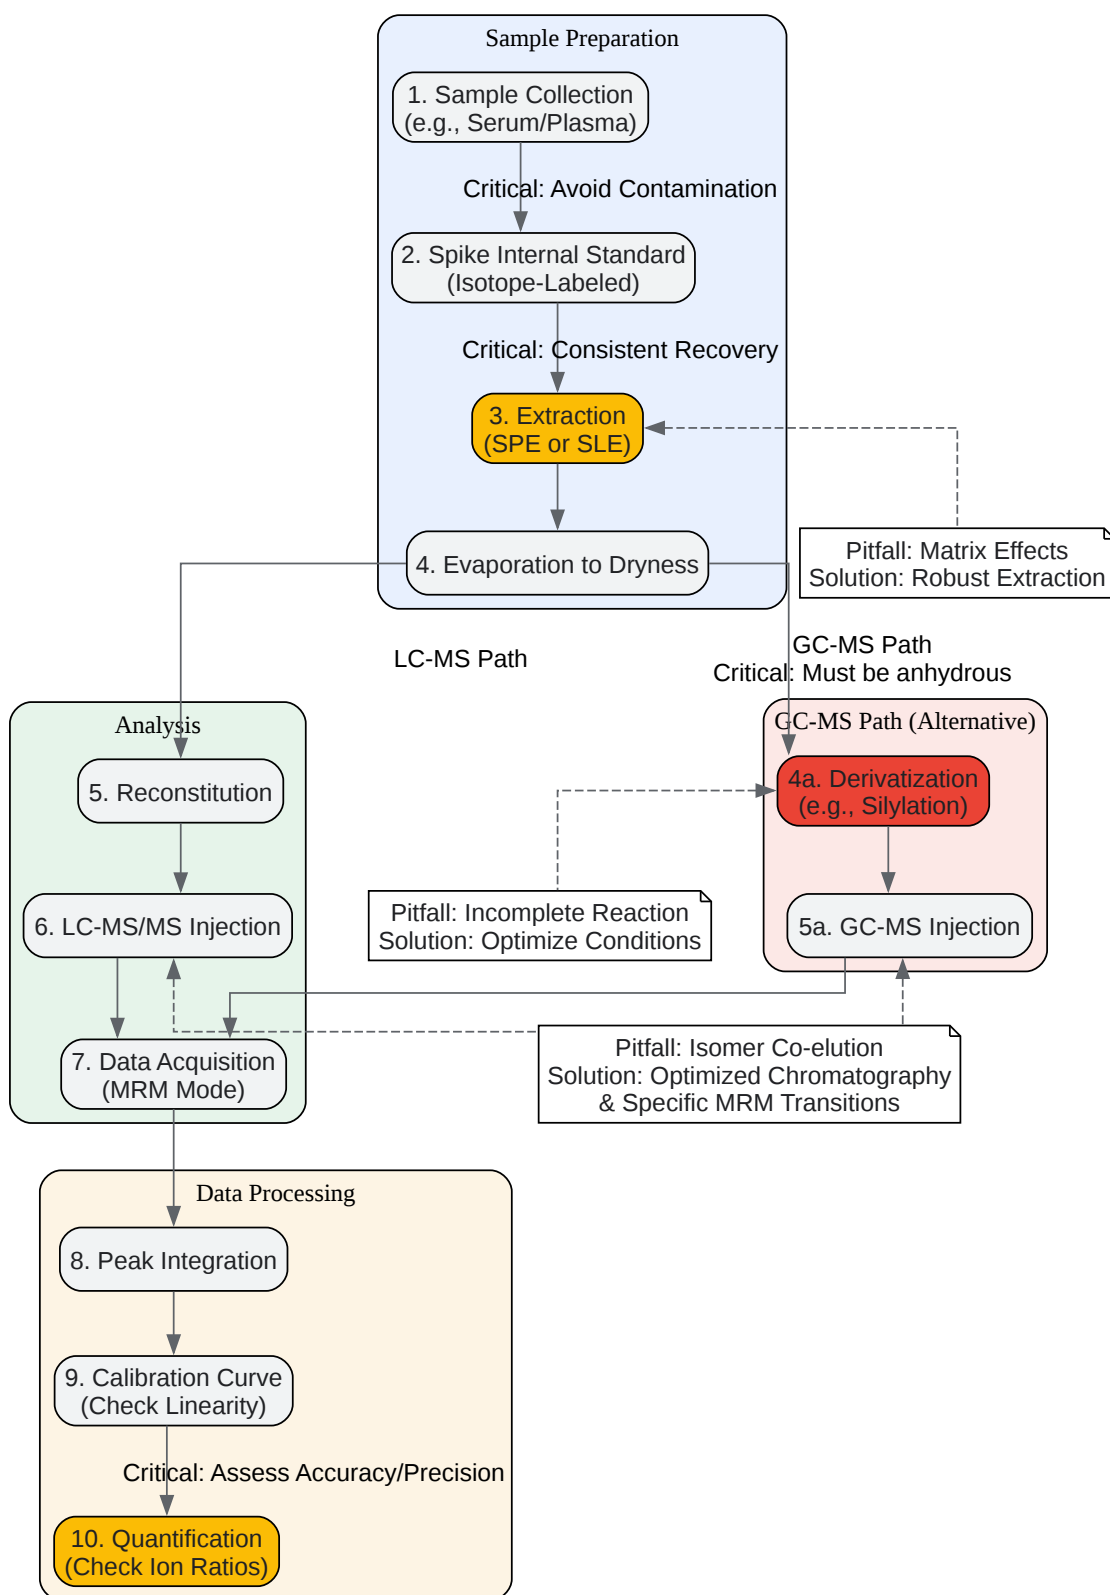 Sample Preparation
1. Sample Collection
(e.g., Serum/Plasma)
Critical: Avoid Contamination
2. Spike Internal Standard
(Isotope-Labeled)
Critical: Consistent Recovery
3. Extraction
(SPE or SLE)
Pitfall: Matrix Effects
Solution: Robust Extraction
4. Evaporation to Dryness
LC-MS Path
GC-MS Path
Critical: Must be anhydrous
Analysis
GC-MS Path (Alternative)
5. Reconstitution
4a. Derivatization
(e.g., Silylation)
6. LC-MS/MS Injection
Pitfall: Incomplete Reaction
Solution: Optimize Conditions
5a. GC-MS Injection
7. Data Acquisition
(MRM Mode)
Pitfall: Isomer Co-elution
Solution: Optimized Chromatography
& Specific MRM Transitions
Data Processing
8. Peak Integration
9. Calibration Curve
(Check Linearity)
Critical: Assess Accuracy/Precision
10. Quantification
(Check Ion Ratios)